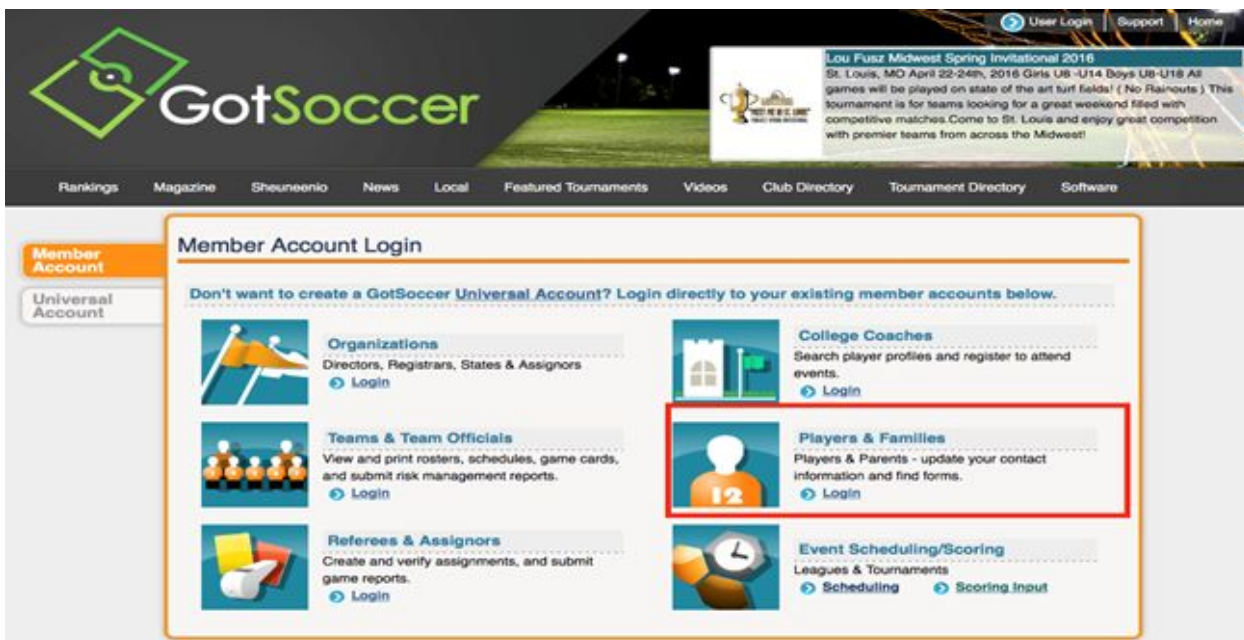 User Login | Support | Home
Lou Fusz Midwest Spring Invitational 2016
St. Louis, MO April 22-24th, 2016 Girls U8 -U14 Boys U8-U18 All
games will be played on state of the art turf fields! ( No Rainouts ) This
tournament is for teams looking for a great weekend filled with
competitive matches.Come to St. Louis and enjoy great competition
with premier teams from across the Midwest!
GotSoccer
Rankings Magazine Sheuneenio News Local Featured Tournaments Videos Club Directory Tournament Directory Software
Member
Account
Universal
Account
Member Account Login
Don't want to create a GotSoccer Universal Account? Login directly to your existing member accounts below.
Organizations
Directors, Registrars, States & Assignors
Login
College Coaches
Search player profiles and register to attend
events.
Login
Teams & Team Officials
View and print rosters, schedules, game cards,
and submit risk management reports.
Login
12
Players & Families
Players & Parents - update your contact
information and find forms.
Login
Referees & Assignors
Create and verify assignments, and submit
game reports.
Login
Event Scheduling/Scoring
Leagues & Tournaments
Scheduling Scoring Input